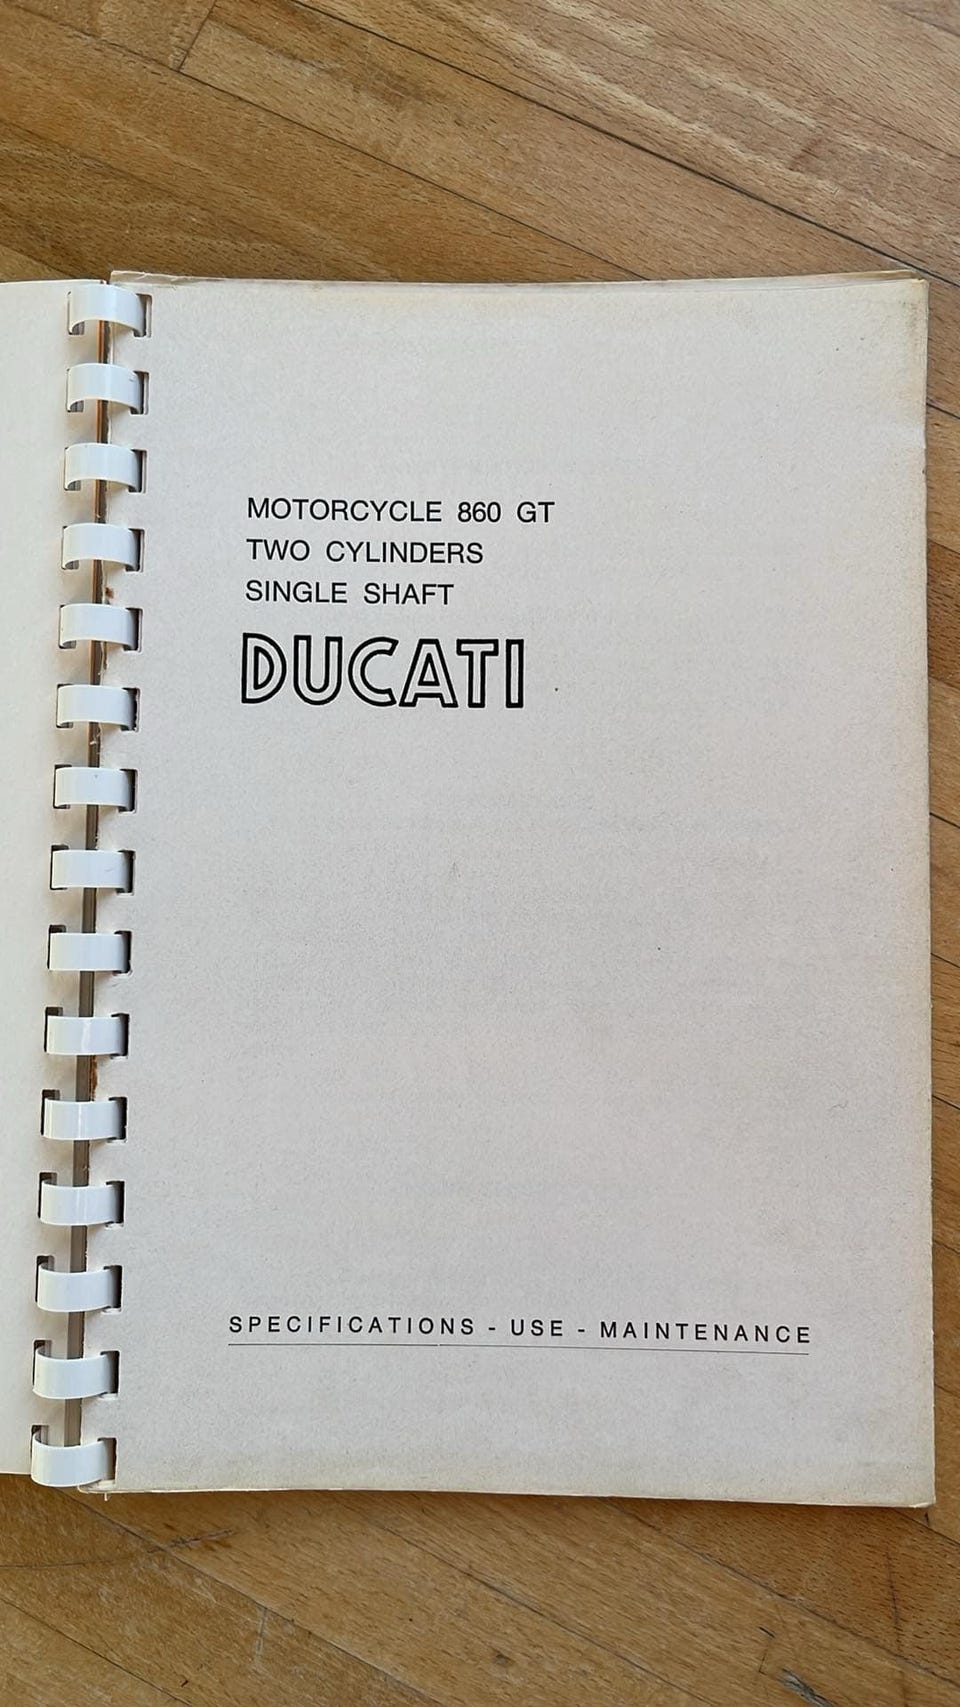 MOTORCYCLE 860 GT
TWO CYLINDERS
SINGLE SHAFT
DUCATI
SPECIFICATIONS - USE - MAINTENANCE